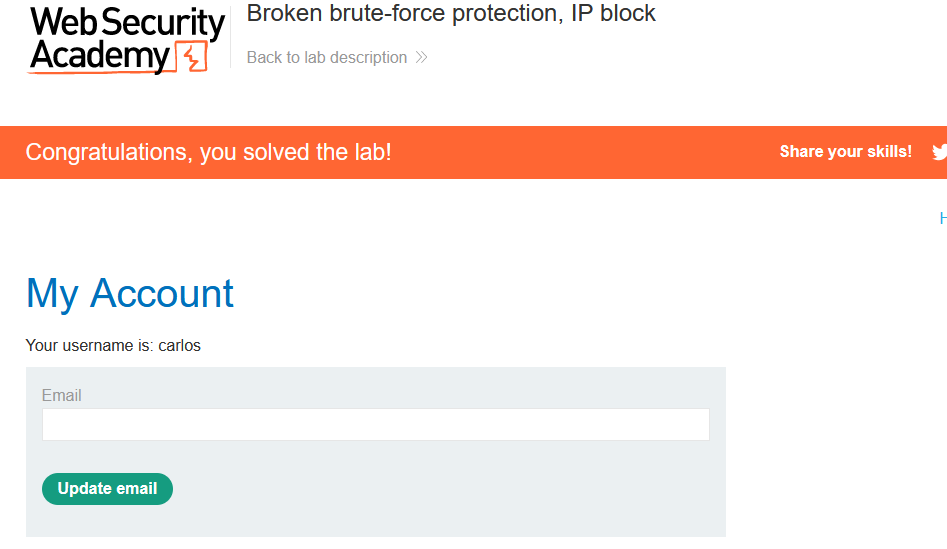 Web Security
Academy
Broken brute-force protection, IP block
Back to lab description
Congratulations, you solved the lab!
Share your skills!
H
My Account
Your username is: carlos
Email
Update email